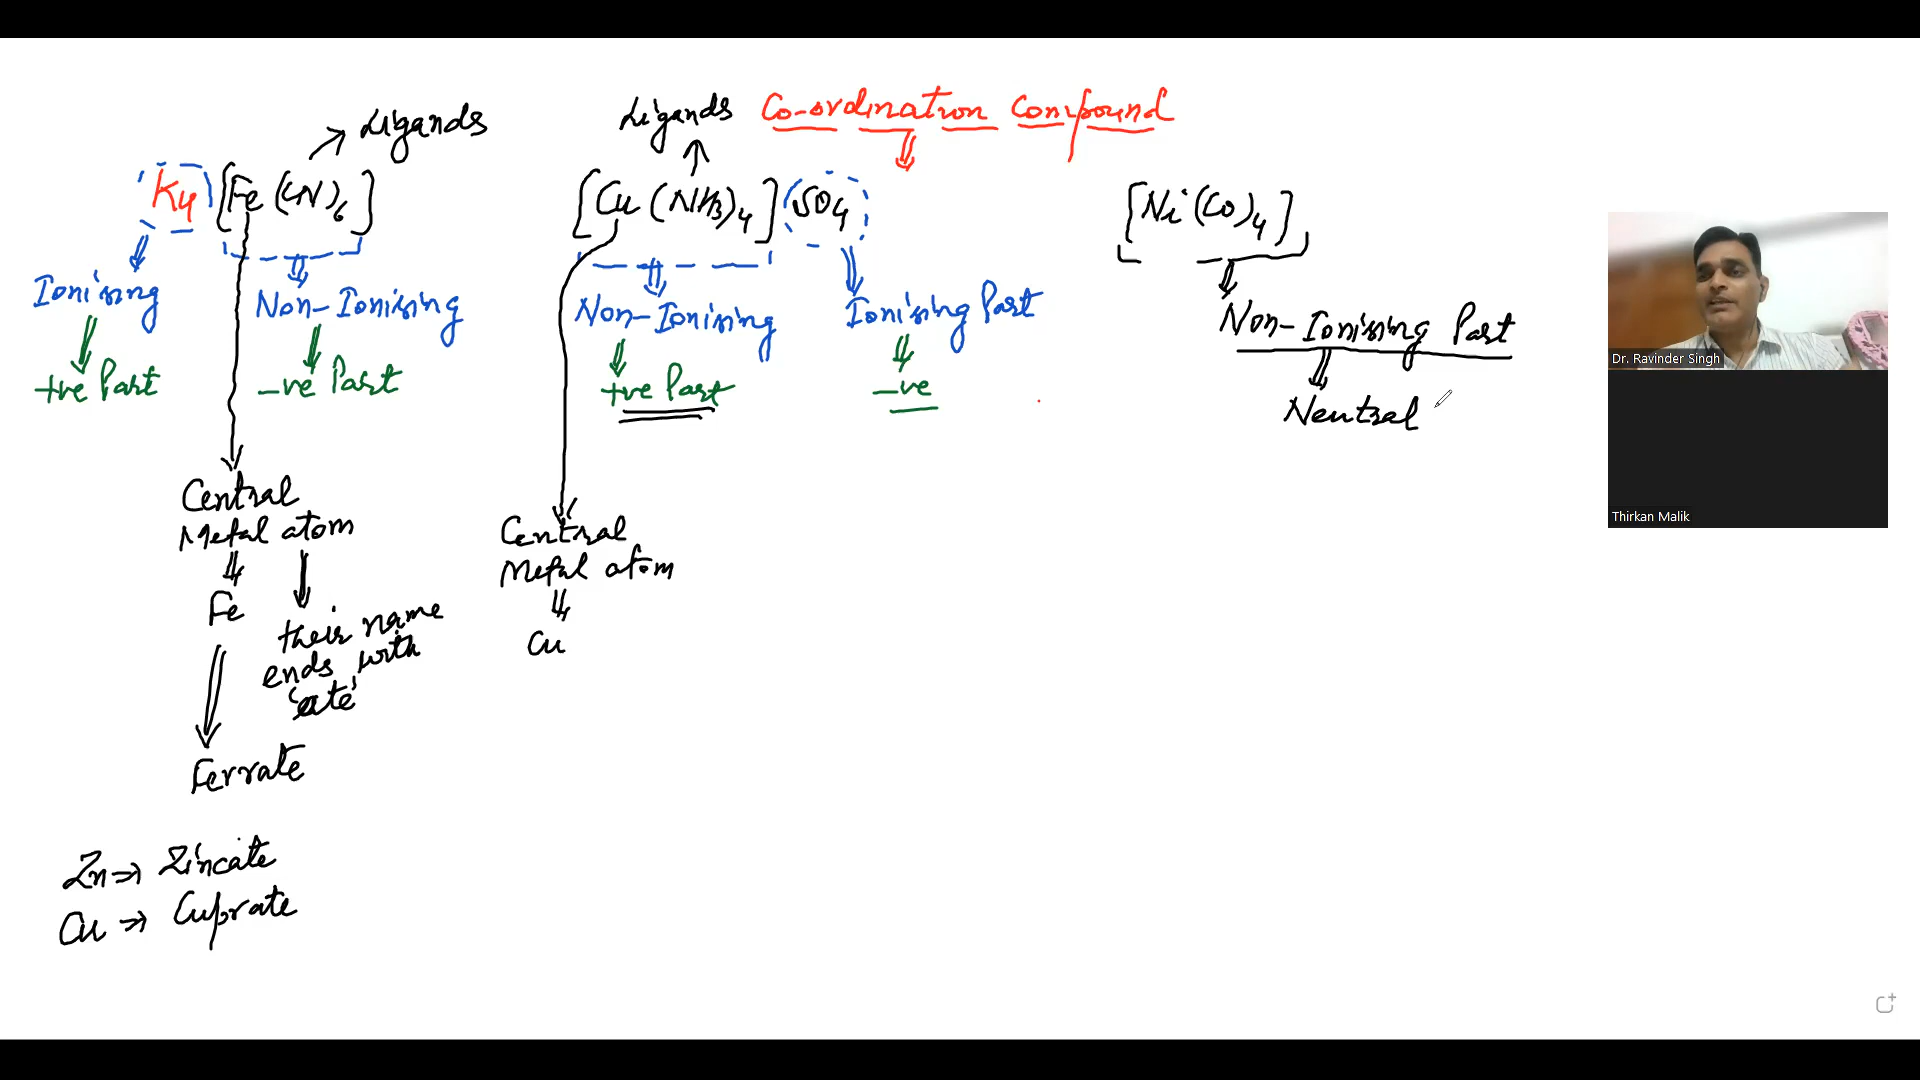 Co-ordination Compound
Ligands
K4 [Fe (CN)6]
Ionising
Non-Ionising
+ve Part
-ve Part
Central
Metal atom
Fe
their name
ends with
'ate'
Ferrate
Zn ⇒ Zincate
Cu ⇒ Cuprate
Ligands
[Cu (NH3)4] SO4
Non-Ionising
Ionising Part
+ve Part
-ve
Central
Metal atom
Cu
[Ni (CO)4]
Non-Ionising Part
Neutral
Dr. Ravinder Singh
Thirkan Malik